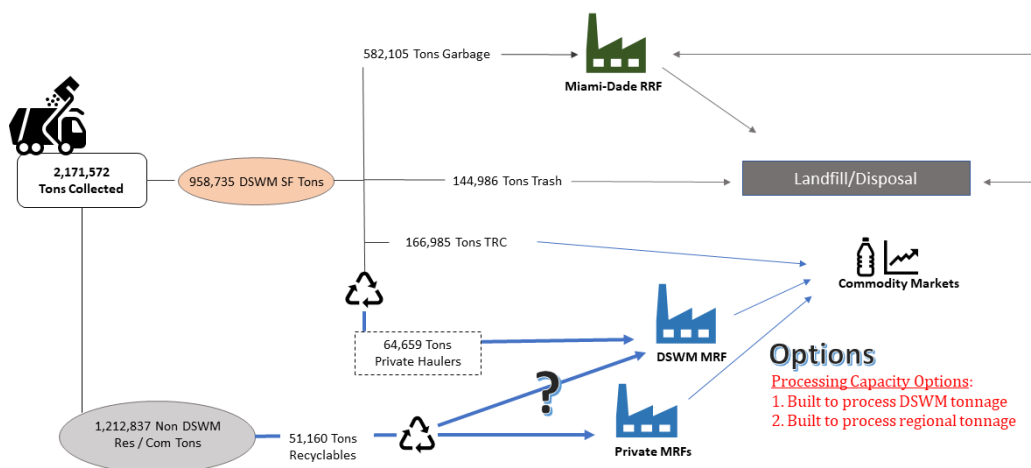 582,105 Tons Garbage
Miami-Dade RRF
2,171,572
Tons Collected
958,735 DSWM SF Tons
144,986 Tons Trash
Landfill/Disposal
166,985 Tons TRC
Commodity Markets
64,659 Tons
Private Haulers
DSWM MRF
Options
Processing Capacity Options:
1. Built to process DSWM tonnage
2. Built to process regional tonnage
?
1,212,837 Non DSWM
Res / Com Tons
51,160 Tons
Recyclables
Private MRFs